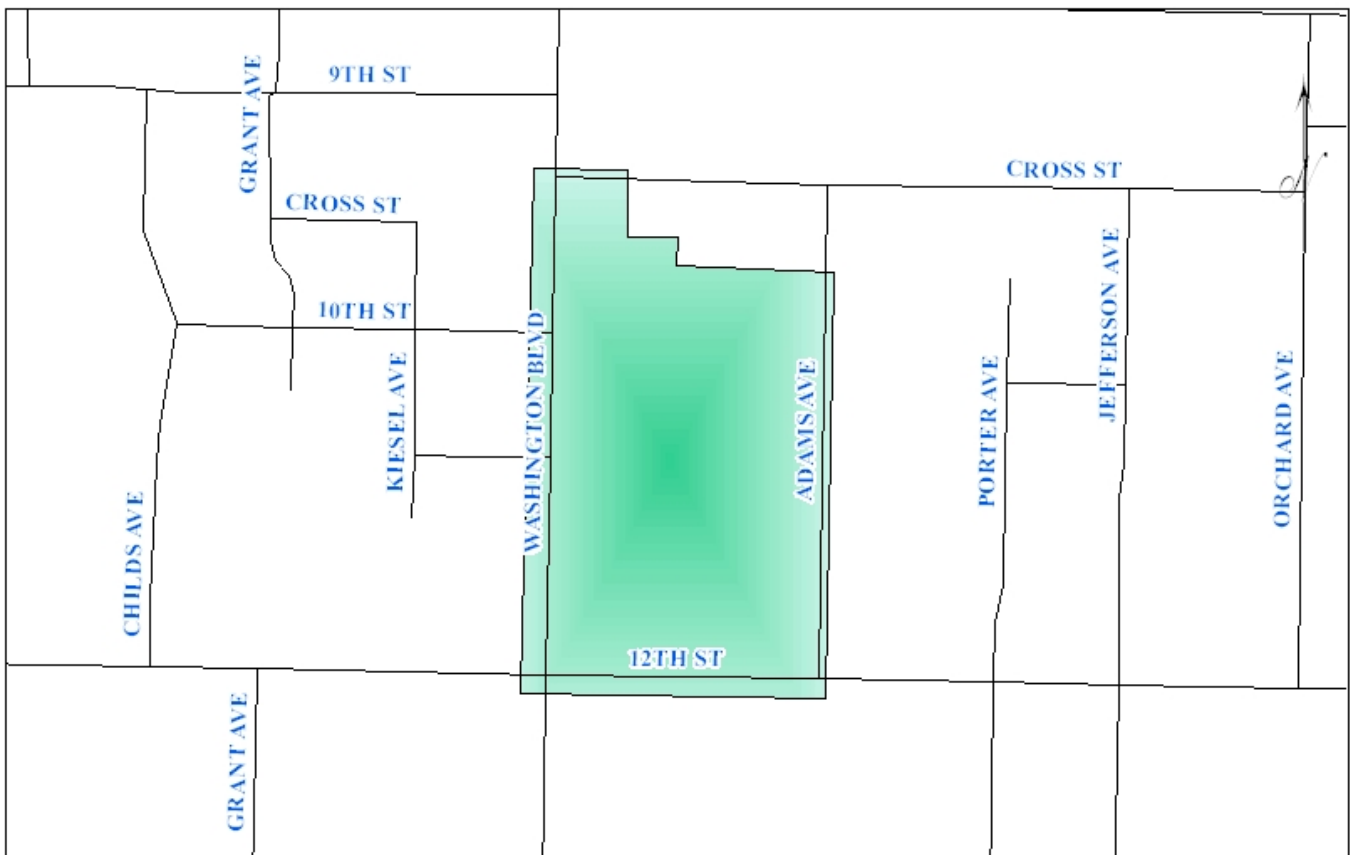 9TH ST
GRANT AVE
CROSS ST
CROSS ST
10TH ST
KIESEL AVE
WASHINGTON BLVD
ADAMS AVE
PORTER AVE
JEFFERSON AVE
ORCHARD AVE
CHILDS AVE
12TH ST
GRANT AVE
N